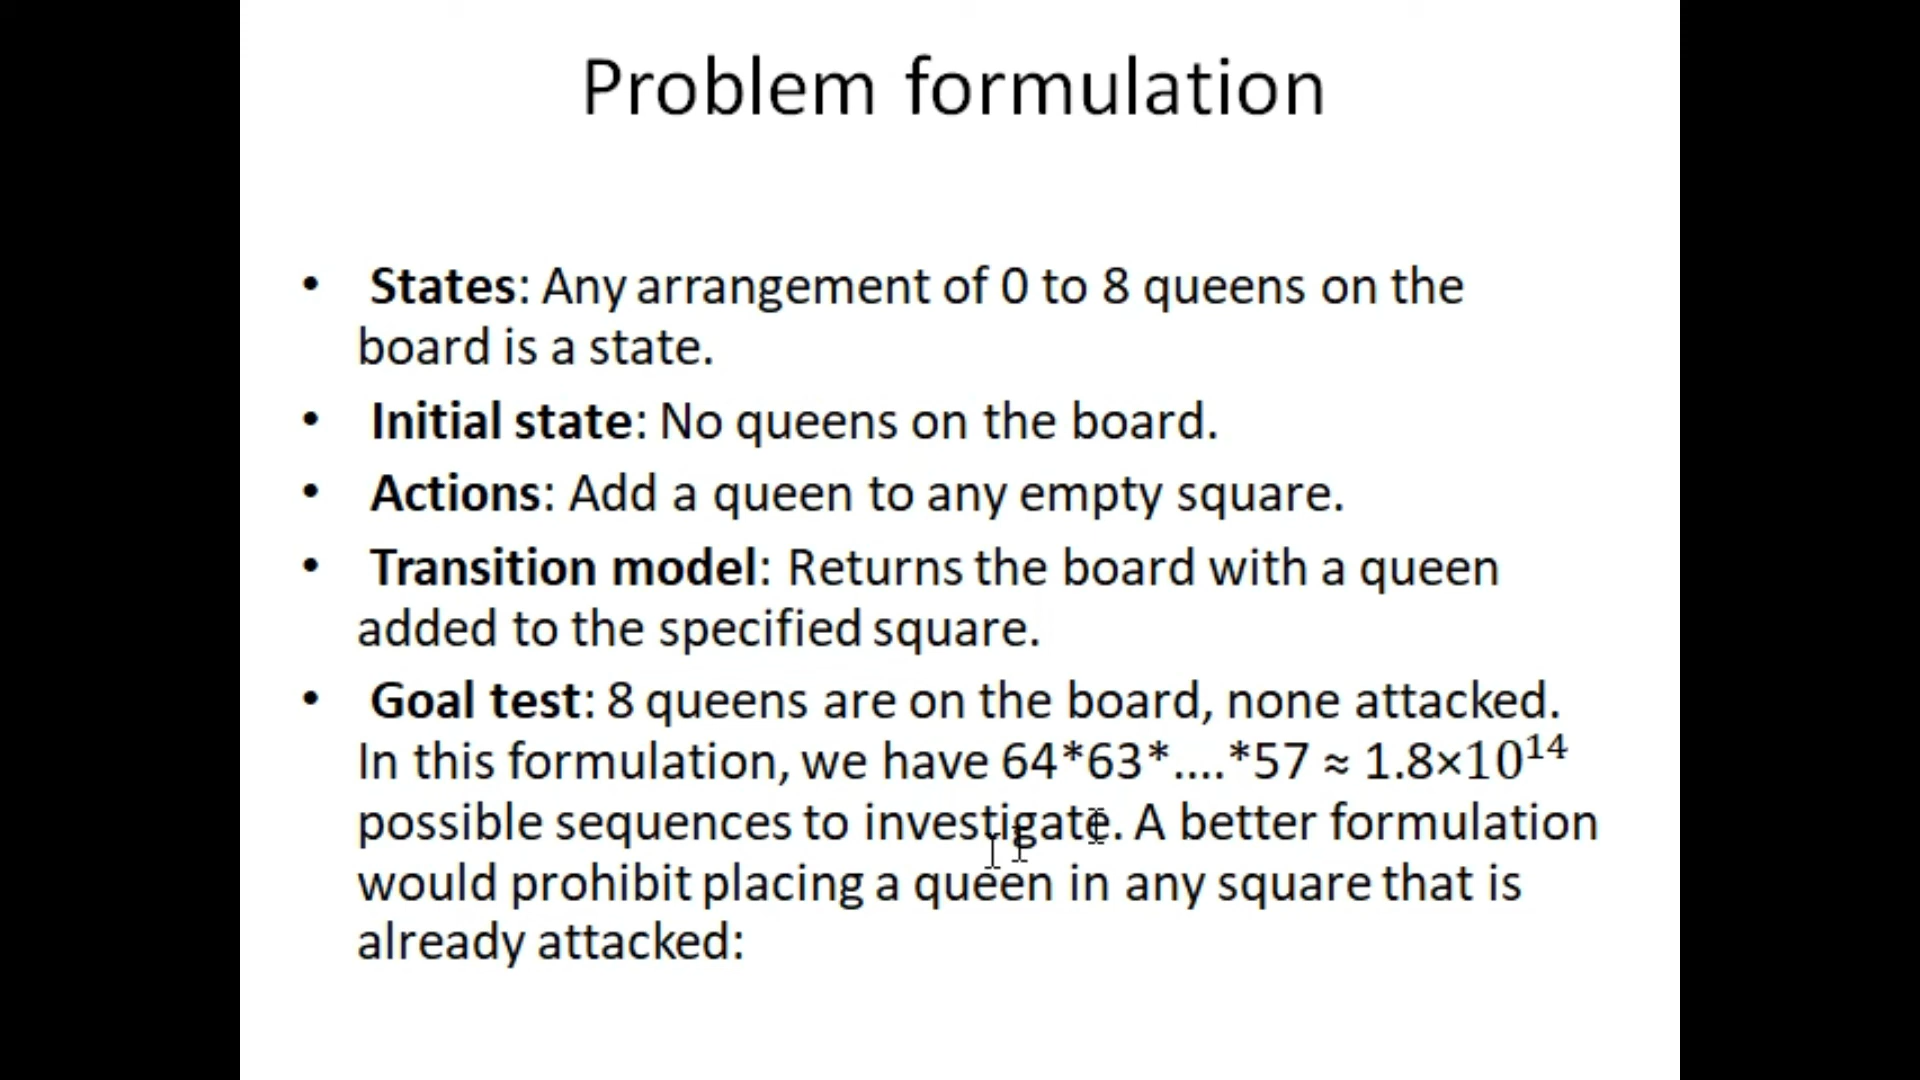 Problem formulation
• States: Any arrangement of 0 to 8 queens on the
board is a state.
• Initial state: No queens on the board.
• Actions: Add a queen to any empty square.
• Transition model: Returns the board with a queen
added to the specified square.
• Goal test: 8 queens are on the board, none attacked.
In this formulation, we have 64*63*....*57 ≈ 1.8×10¹⁴
possible sequences to investigate. A better formulation
would prohibit placing a queen in any square that is
already attacked: